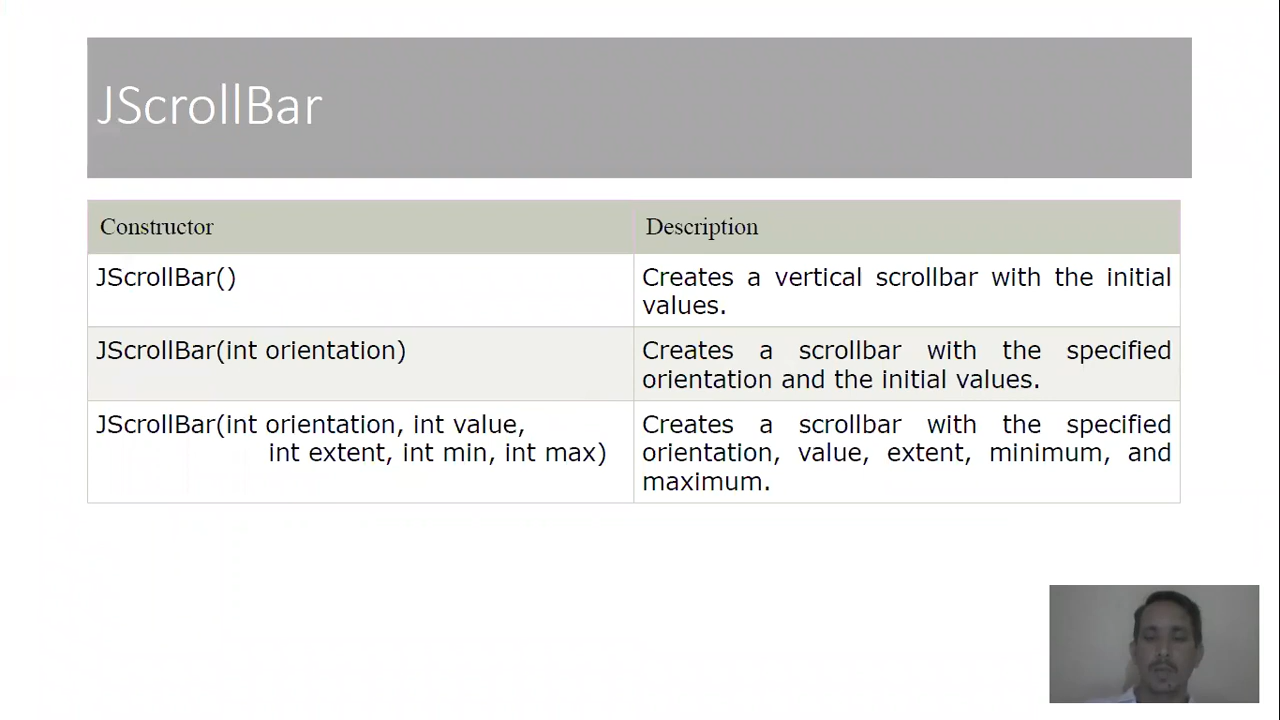 JScrollBar
Constructor
Description
JScrollBar()
Creates a vertical scrollbar with the initial
values.
JScrollBar(int orientation)
Creates a scrollbar with the specified
orientation and the initial values.
JScrollBar(int orientation, int value,
int extent, int min, int max)
Creates a scrollbar with the specified
orientation, value, extent, minimum, and
maximum.